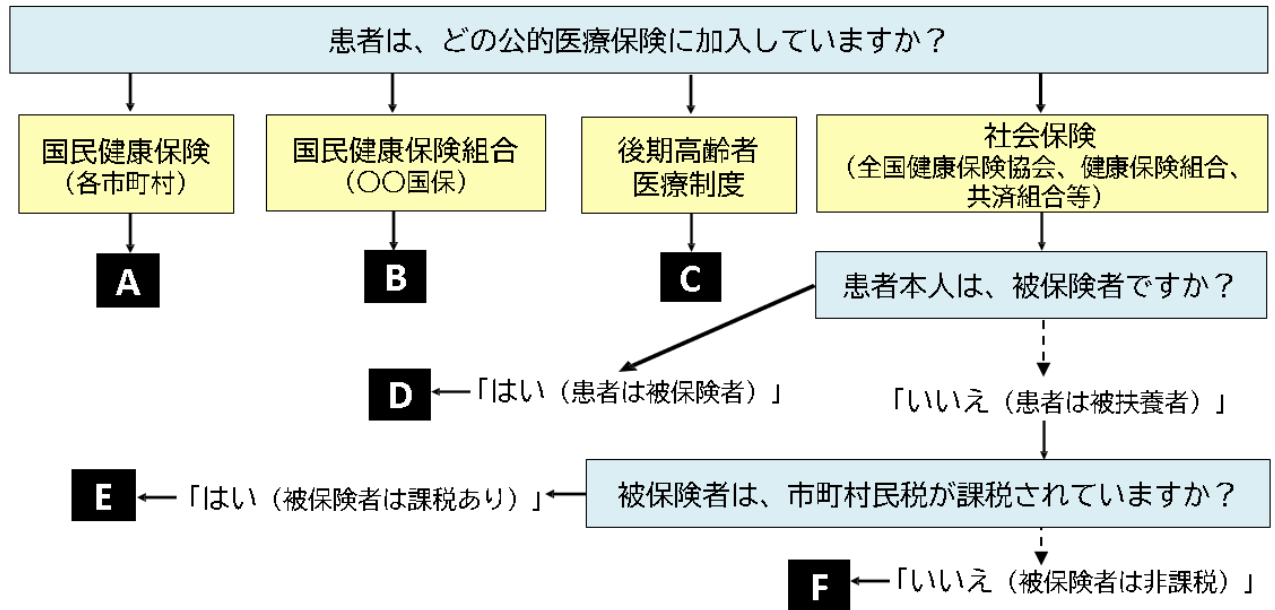 患者は、どの公的医療保険に加入していますか？
国民健康保険
（各市町村）
国民健康保険組合
（〇〇国保）
後期高齢者
医療制度
社会保険
（全国健康保険協会、健康保険組合、
共済組合等）
A
B
C
患者本人は、被保険者ですか？
D
「はい（患者は被保険者）」
「いいえ（患者は被扶養者）」
E
「はい（被保険者は課税あり）」
被保険者は、市町村民税が課税されていますか？
F
「いいえ（被保険者は非課税）」